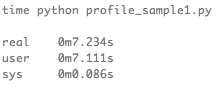 time python profile_sample1.py
real 0m7.234s
user 0m7.111s
sys 0m0.086s